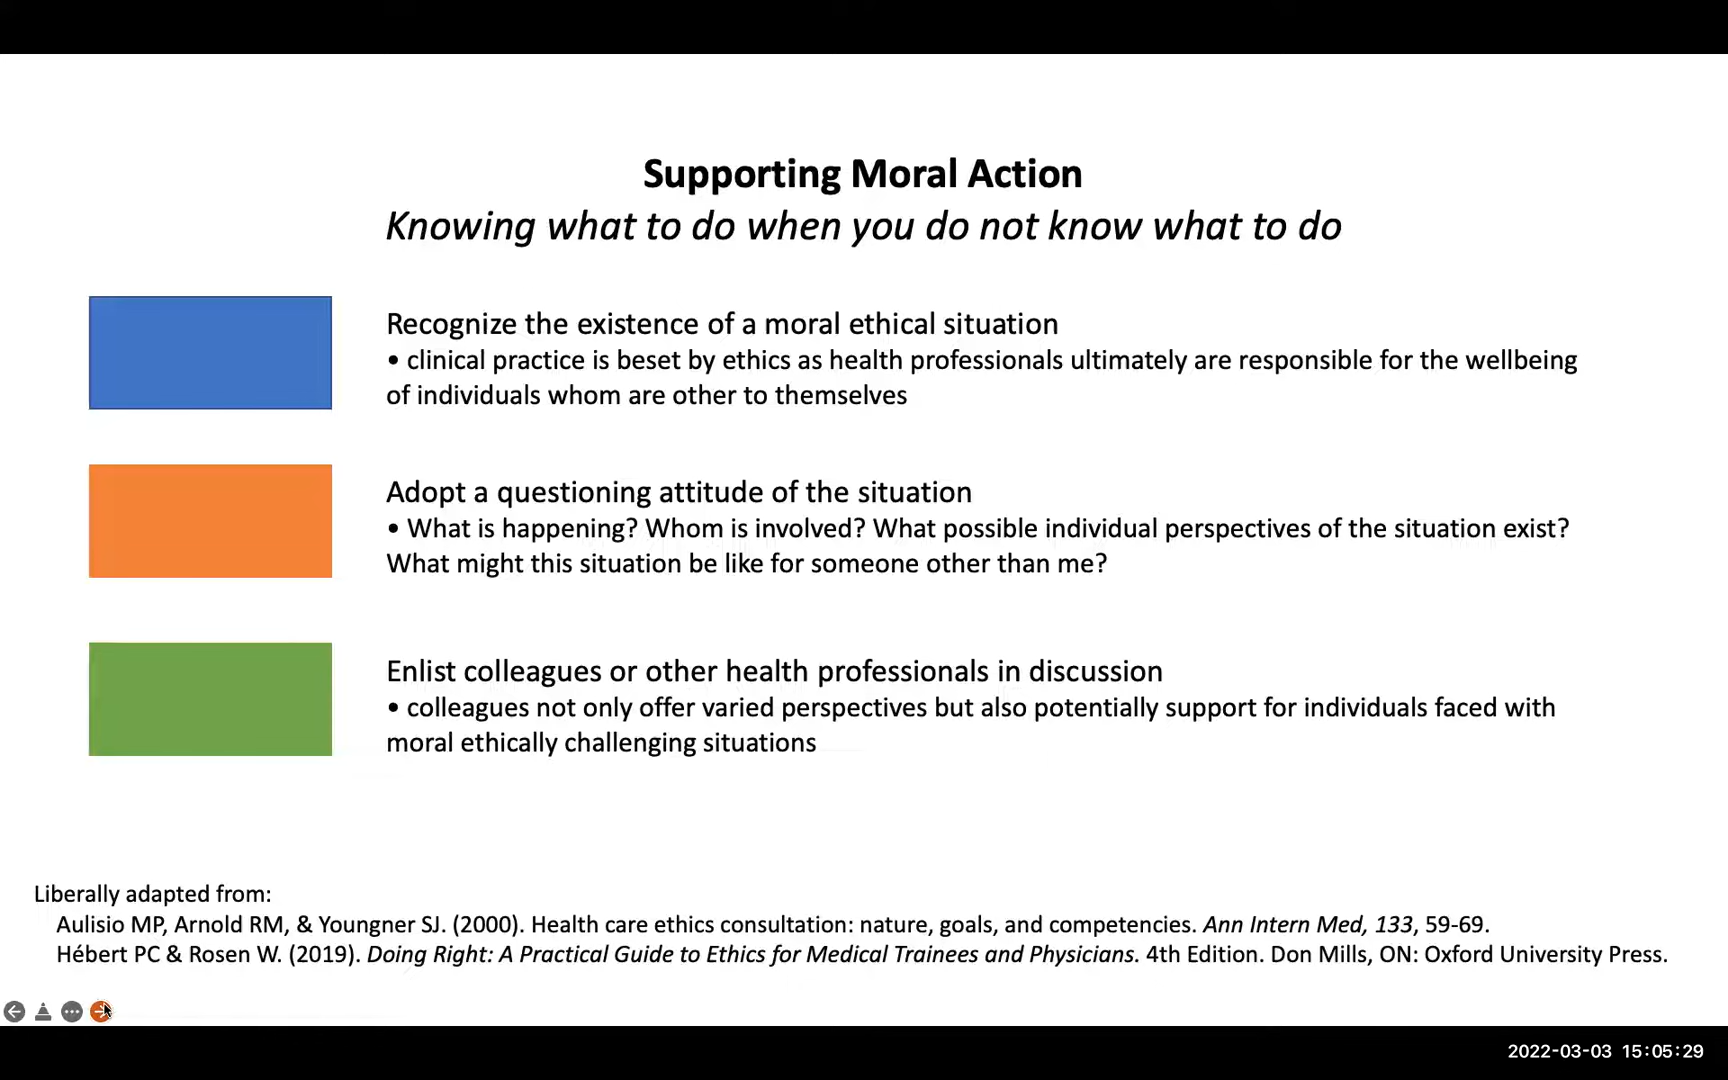 Supporting Moral Action
Knowing what to do when you do not know what to do
Recognize the existence of a moral ethical situation
• clinical practice is beset by ethics as health professionals ultimately are responsible for the wellbeing
of individuals whom are other to themselves
Adopt a questioning attitude of the situation
• What is happening? Whom is involved? What possible individual perspectives of the situation exist?
What might this situation be like for someone other than me?
Enlist colleagues or other health professionals in discussion
• colleagues not only offer varied perspectives but also potentially support for individuals faced with
moral ethically challenging situations
Liberally adapted from:
Aulisio MP, Arnold RM, & Youngner SJ. (2000). Health care ethics consultation: nature, goals, and competencies. Ann Intern Med, 133, 59-69.
Hébert PC & Rosen W. (2019). Doing Right: A Practical Guide to Ethics for Medical Trainees and Physicians. 4th Edition. Don Mills, ON: Oxford University Press.
2022-03-03 15:05:29